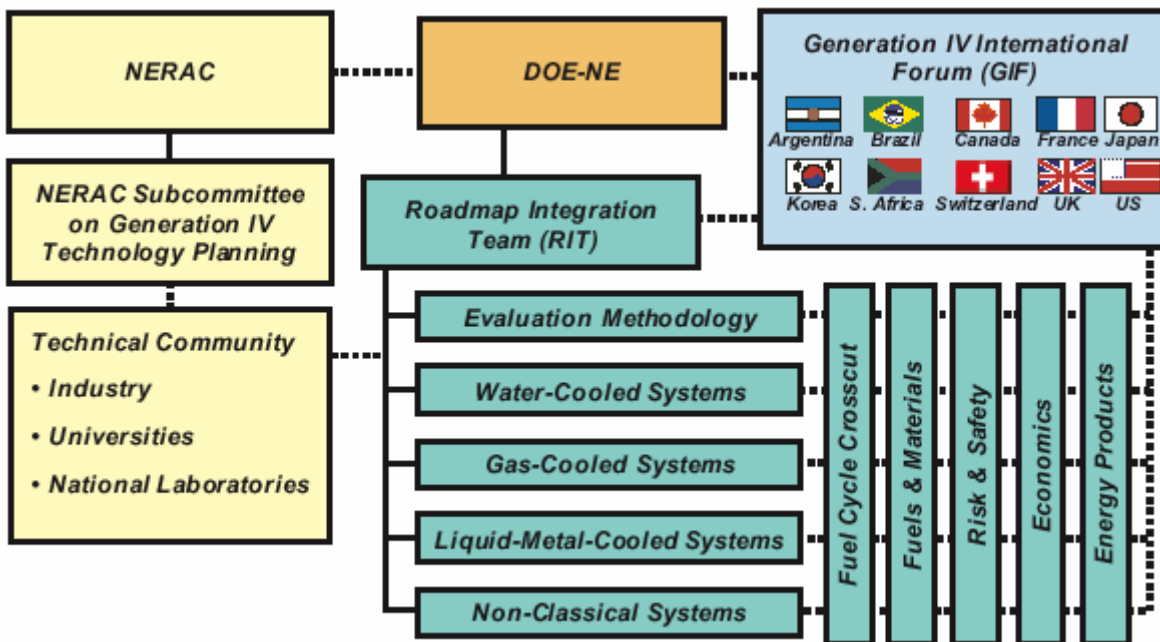 NERAC
DOE-NE
Generation IV International
Forum (GIF)
Argentina Brazil Canada France Japan
Korea S. Africa Switzerland UK US
NERAC Subcommittee
on Generation IV
Technology Planning
Roadmap Integration
Team (RIT)
Technical Community
• Industry
• Universities
• National Laboratories
Evaluation Methodology
Water-Cooled Systems
Gas-Cooled Systems
Liquid-Metal-Cooled Systems
Non-Classical Systems
Fuel Cycle Crosscut
Fuels & Materials
Risk & Safety
Economics
Energy Products